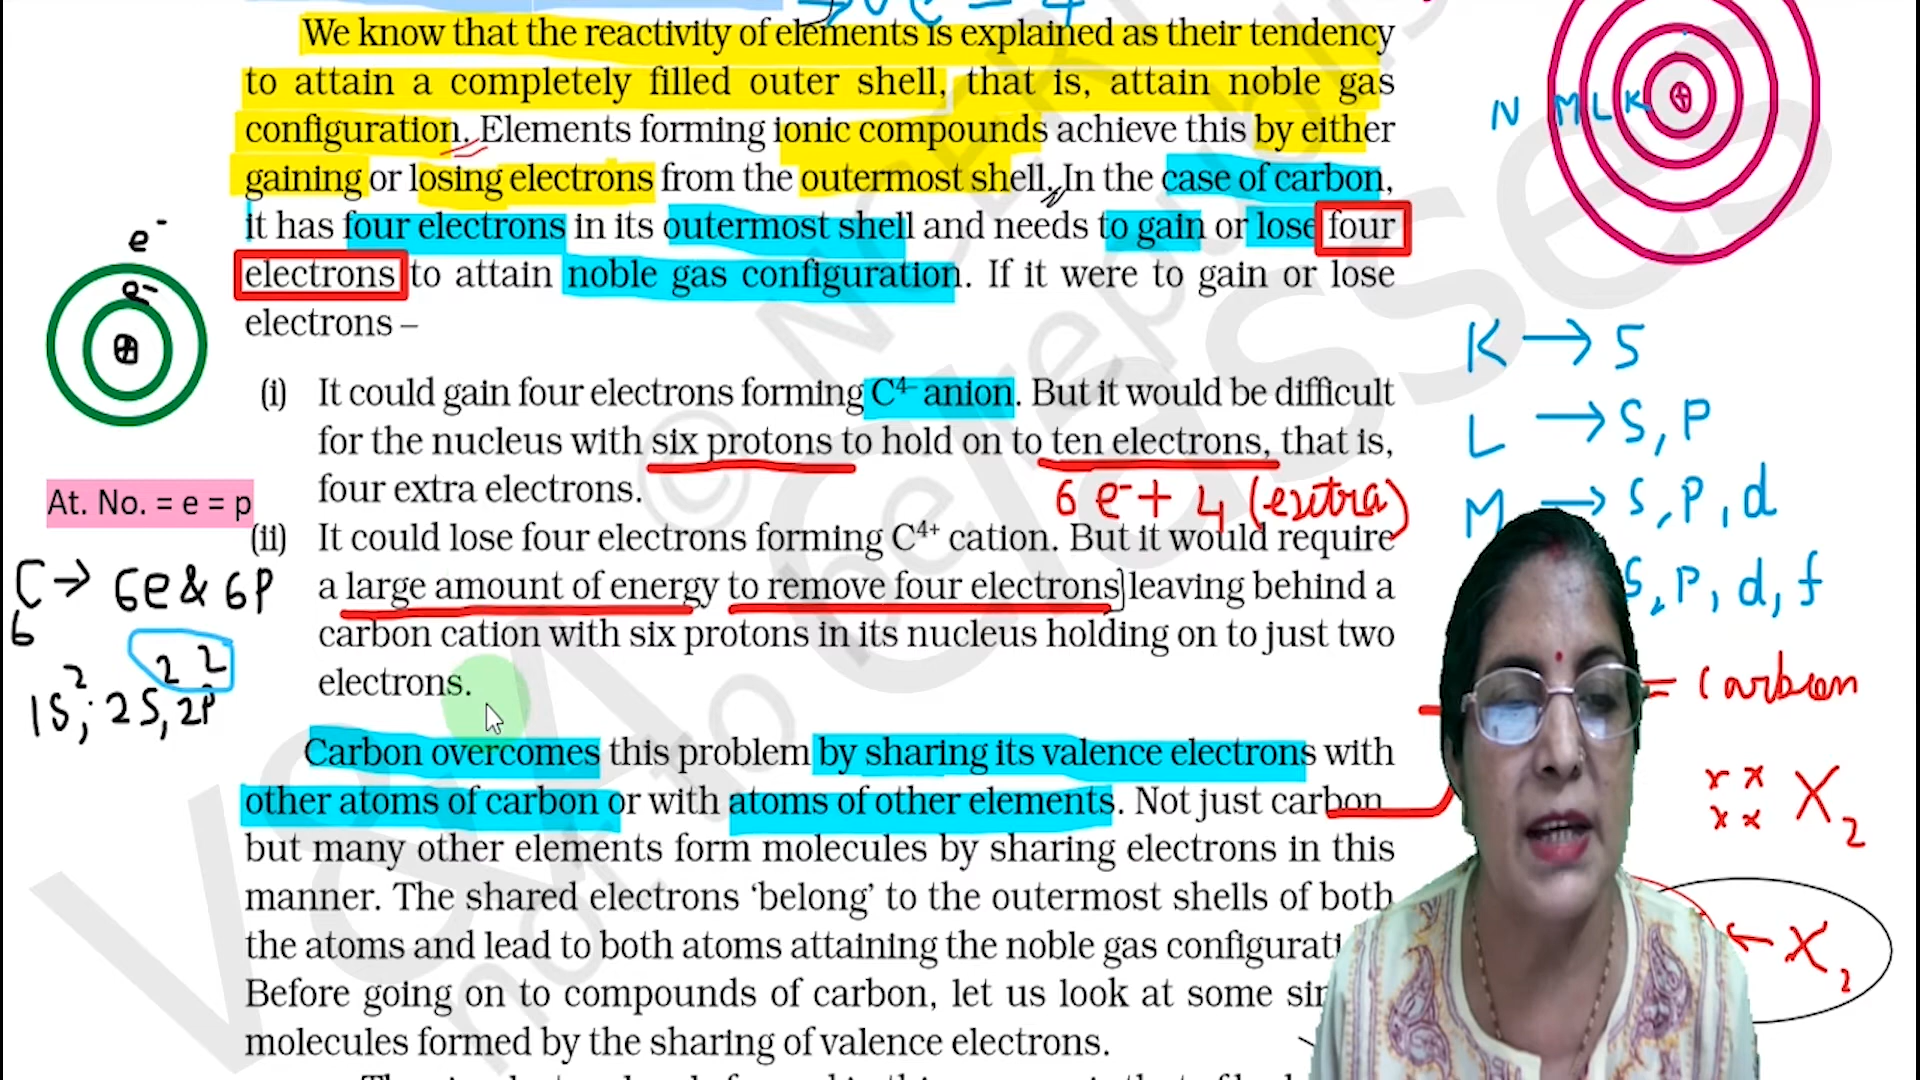 →ve = 4
We know that the reactivity of elements is explained as their tendency
to attain a completely filled outer shell, that is, attain noble gas
configuration. Elements forming ionic compounds achieve this by either
gaining or losing electrons from the outermost shell. In the case of carbon,
it has four electrons in its outermost shell and needs to gain or lose four
electrons to attain noble gas configuration. If it were to gain or lose
electrons –
(i) It could gain four electrons forming C⁴⁻ anion. But it would be difficult
for the nucleus with six protons to hold on to ten electrons, that is,
four extra electrons.
6 e⁻ + 4 (extra)
(ii) It could lose four electrons forming C⁴⁺ cation. But it would require
a large amount of energy to remove four electrons leaving behind a
carbon cation with six protons in its nucleus holding on to just two
electrons.
Carbon overcomes this problem by sharing its valence electrons with
other atoms of carbon or with atoms of other elements. Not just carbon
but many other elements form molecules by sharing electrons in this
manner. The shared electrons ‘belong’ to the outermost shells of both
the atoms and lead to both atoms attaining the noble gas
Before going on to compounds of carbon, let us look at some
molecules formed by the sharing of valence electrons.
e⁻
e⁻
+
At. No. = e = p
C → 6e & 6p
6
1S², 2S², 2P²
N M L K +
K → S
L → S, P
M → S, P, d
S, P, d, f
= Carbon
x x
x x X₂
← X₂
VSM Classes
© NCERT
not to be republished